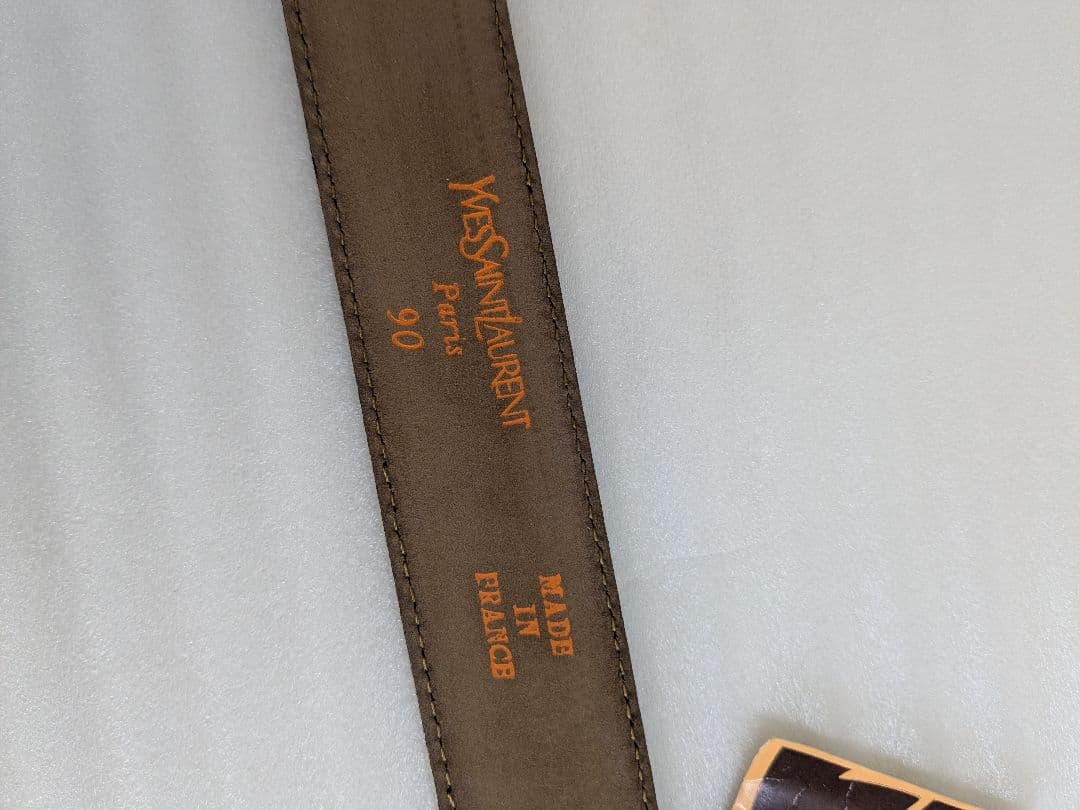 YVESSAINTLAURENT
Paris
90
MADE
IN
FRANCE